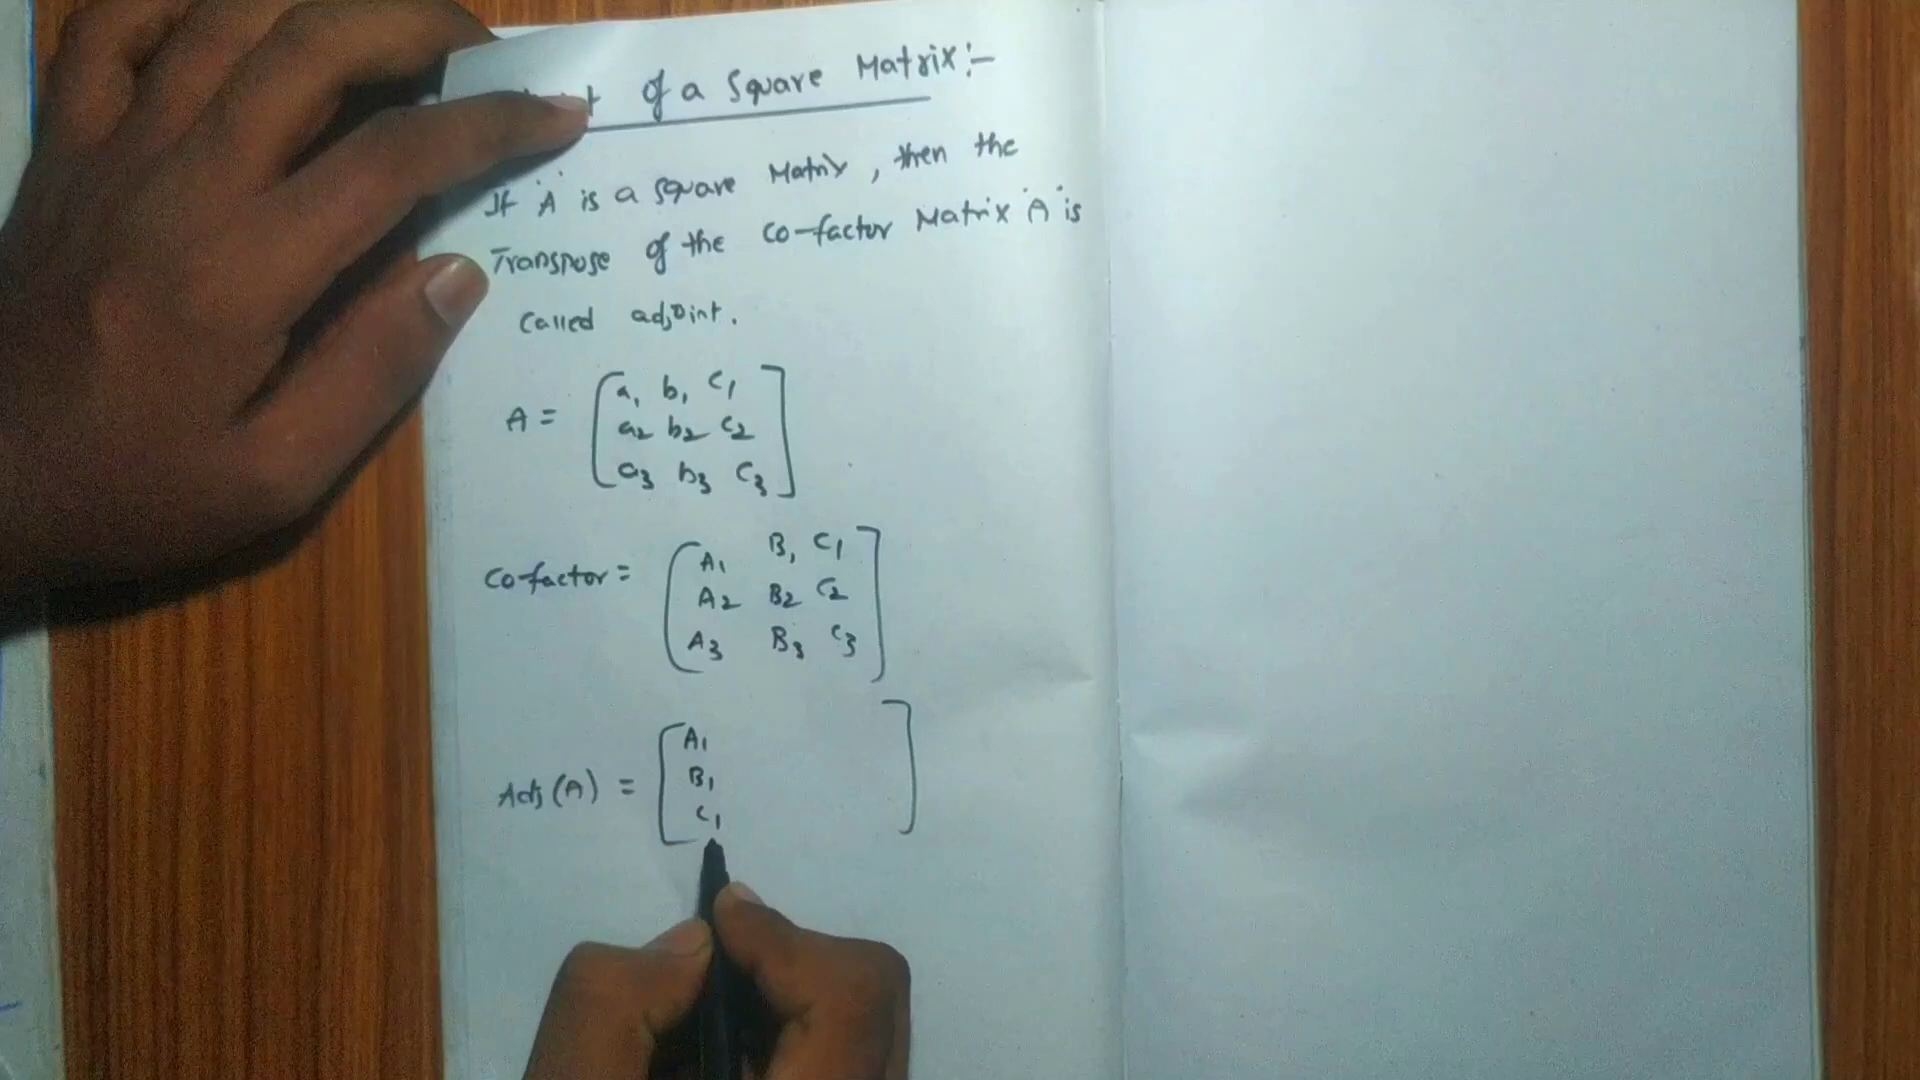 of a Square Matrix:-
If "A" is a square Matrix, then the
Transpose of the co-factor Matrix "A" is
called adjoint.
A = [a1 b1 c1
a2 b2 c2
a3 b3 c3]
Co-factor = [A1 B1 C1
A2 B2 C2
A3 B3 C3]
Adj(A) = [A1
B1
C1]